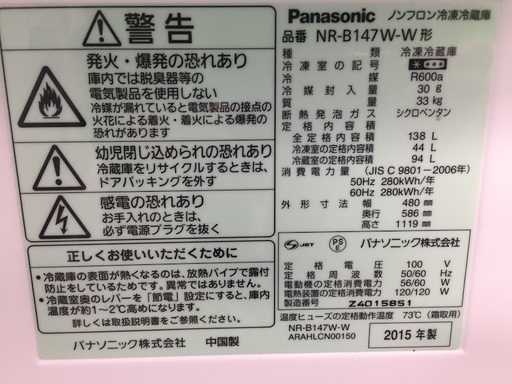 警告
発火・爆発の恐れあり
庫内では脱臭器等の
電気製品を使用しない
冷媒が漏れていると電気製品の接点の
火花による着火・着火による爆発の
恐れあり
幼児閉じ込められの恐れあり
冷蔵庫をリサイクルするときは、
ドアパッキングを外す
感電の恐れあり
お手入れのときは、
必ず電源プラグを抜く
正しくお使いいただくために
・冷蔵庫の表面が熱くなるのは、放熱パイプで露付
防止をしているためです。異常ではありません。
・冷蔵室奥のレバーを「節電」設定にすると、庫内
温度が約1~2℃高めになります。
詳しくは取扱説明書をご参照ください。
パナソニック株式会社 中国製
Panasonic ノンフロン冷凍冷蔵庫
品番 NR-B147W-W形
種類 冷凍冷蔵庫
冷凍室の記号
冷媒 R600a
冷媒封入量 30 g
質量 33 kg
断熱発泡ガス シクロペンタン
定格内容積
全定格内容積 138 L
冷凍室の定格内容積 44 L
冷蔵室の定格内容積 94 L
消費電力量 (JIS C 9801-2006年)
50Hz 280kWh/年
60Hz 280kWh/年
外形寸法 幅 480 mm
奥行 586 mm
高さ 1119 mm
JET PS E パナソニック株式会社
定格電圧 100 V
定格周波数 50/60 Hz
電動機の定格消費電力 56/60 W
電熱装置の定格消費電力 120/120 W
製造番号 Z4015851
温度ヒューズの定格動作温度 73℃ (霜取用)
NR-B147W-W
ARAHLCN00150
2015年製